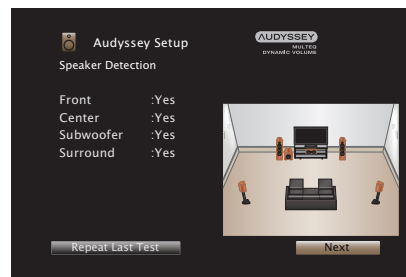 Audyssey Setup
AUDYSSEY
MULTEQ
DYNAMIC VOLUME
Speaker Detection
Front :Yes
Center :Yes
Subwoofer :Yes
Surround :Yes
Repeat Last Test
Next